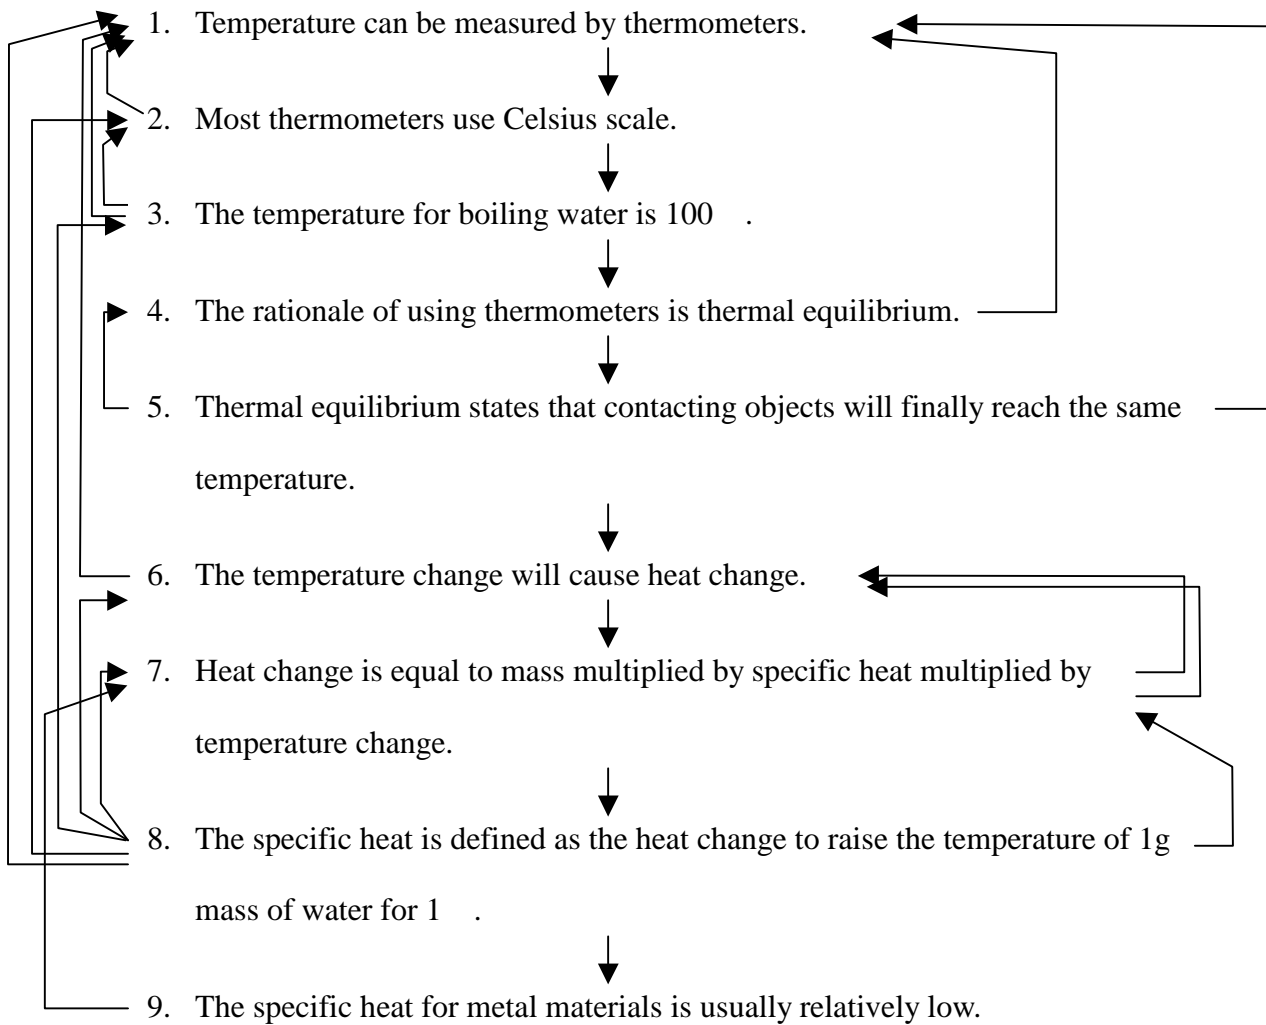 1. Temperature can be measured by thermometers.
2. Most thermometers use Celsius scale.
3. The temperature for boiling water is 100 .
4. The rationale of using thermometers is thermal equilibrium.
5. Thermal equilibrium states that contacting objects will finally reach the same
temperature.
6. The temperature change will cause heat change.
7. Heat change is equal to mass multiplied by specific heat multiplied by
temperature change.
8. The specific heat is defined as the heat change to raise the temperature of 1g
mass of water for 1 .
9. The specific heat for metal materials is usually relatively low.